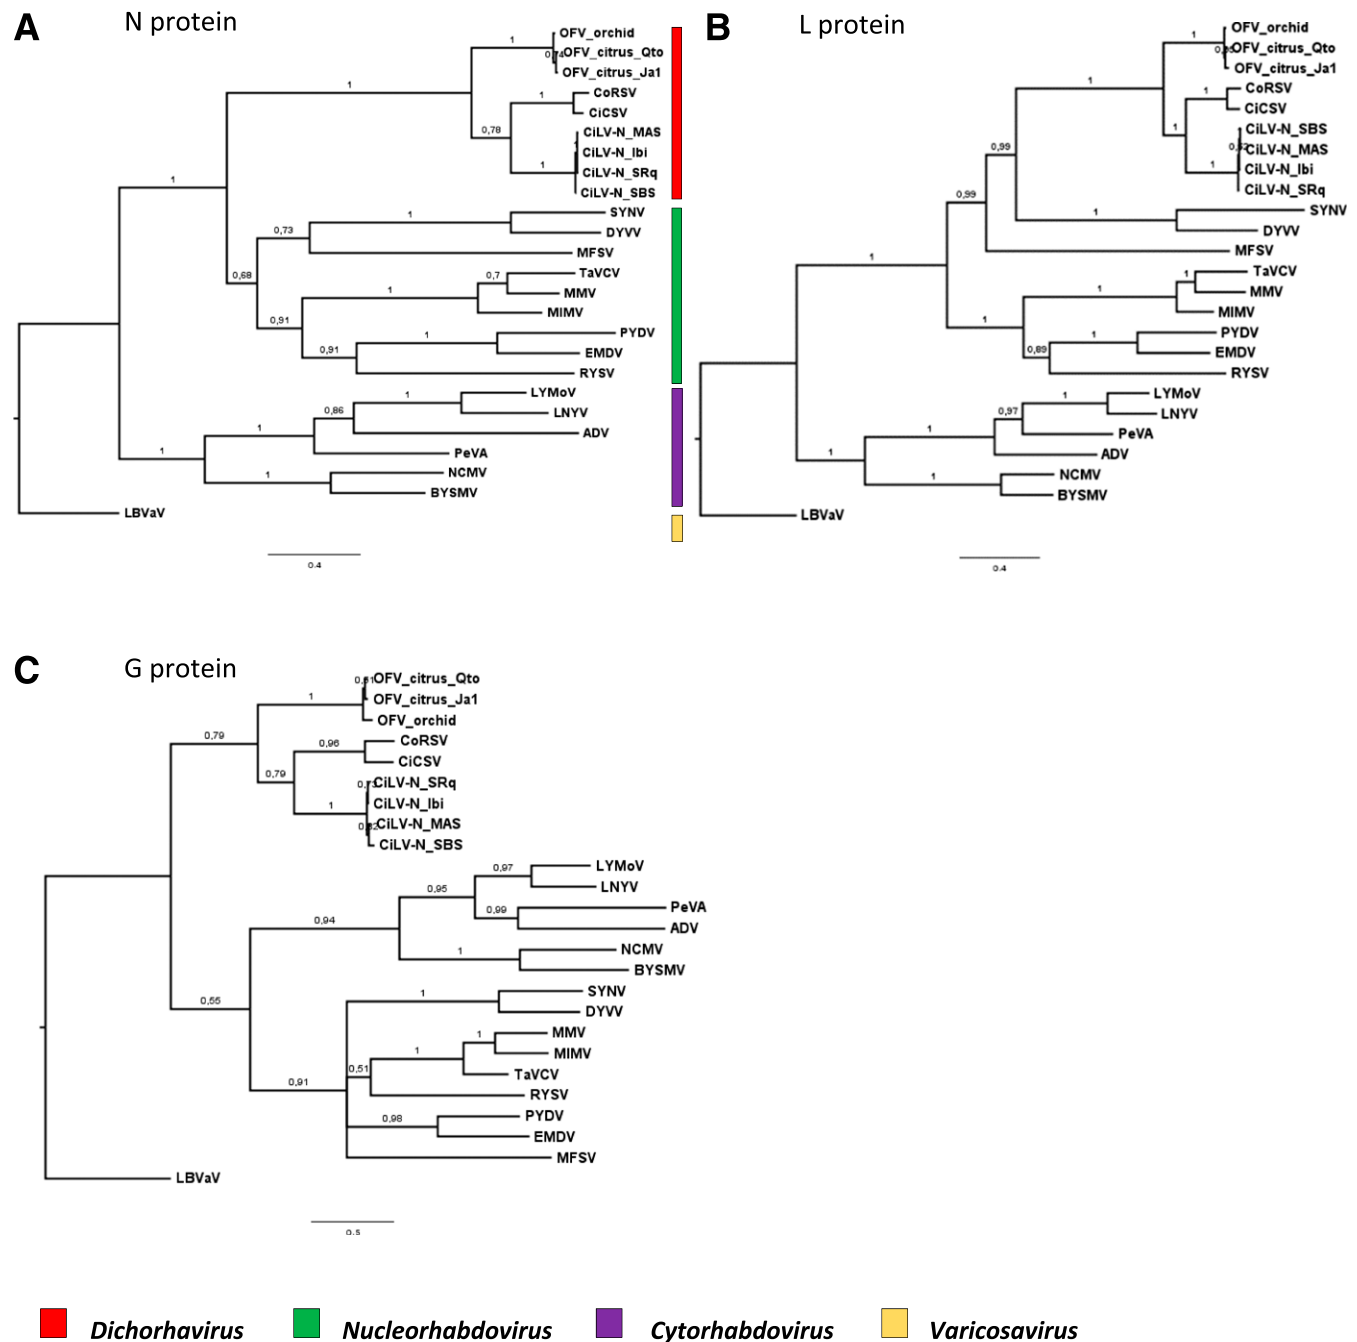 A
N protein
1
OFV_orchid
OFV_citrus_Qto
OFV_citrus_Ja1
1
1
CoRSV
CiCSV
0,78
CiLV-N_MAS
CiLV-N_Ibi
1
CiLV-N_SRq
CiLV-N_SBS
1
SYNV
1
DYVV
0,73
MFSV
0,68
TaVCV
0,7
MMV
1
MIMV
0,91
PYDV
1
EMDV
0,91
RYSV
LYMoV
1
LNYV
0,86
ADV
1
PeVA
1
NCMV
1
BYSMV
LBVaV
0.4
B
L protein
1
OFV_orchid
OFV_citrus_Qto
OFV_citrus_Ja1
1
1
CoRSV
CiCSV
1
CiLV-N_SBS
CiLV-N_MAS
1
CiLV-N_Ibi
CiLV-N_SRq
0,99
SYNV
1
DYVV
0,99
MFSV
1
TaVCV
1
MMV
1
MIMV
1
PYDV
1
EMDV
0,89
RYSV
LYMoV
1
LNYV
0,97
PeVA
1
ADV
1
NCMV
1
BYSMV
LBVaV
0.4
C
G protein
OFV_citrus_Qto
1
OFV_citrus_Ja1
OFV_orchid
0,79
0,96
CoRSV
CiCSV
0,79
CiLV-N_SRq
1
CiLV-N_Ibi
CiLV-N_MAS
CiLV-N_SBS
0,97
LYMoV
LNYV
0,95
0,99
PeVA
ADV
0,94
1
NCMV
BYSMV
0,55
1
SYNV
DYVV
1
MMV
MIMV
1
TaVCV
0,51
RYSV
0,91
0,98
PYDV
EMDV
MFSV
LBVaV
0.5
Dichorhavirus
Nucleorhabdovirus
Cytorhabdovirus
Varicosavirus